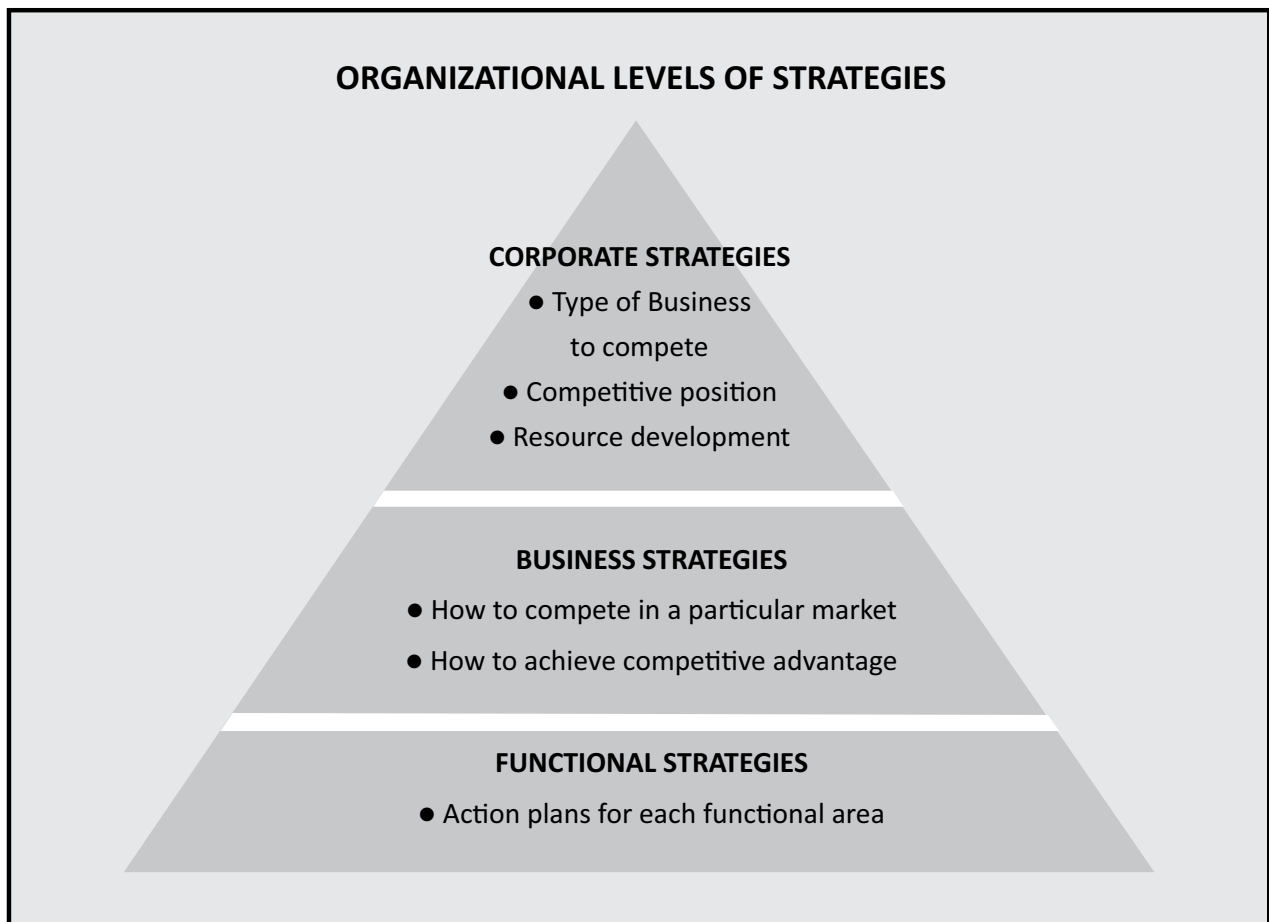 ORGANIZATIONAL LEVELS OF STRATEGIES
CORPORATE STRATEGIES
● Type of Business
to compete
● Competitive position
● Resource development
BUSINESS STRATEGIES
● How to compete in a particular market
● How to achieve competitive advantage
FUNCTIONAL STRATEGIES
● Action plans for each functional area